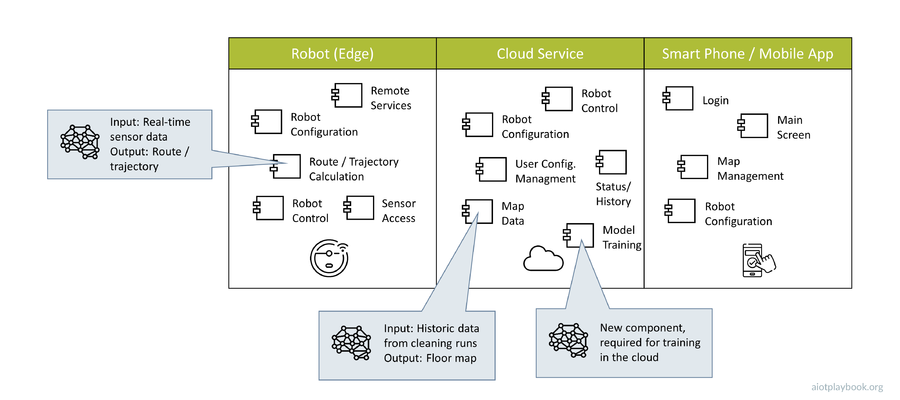 Robot (Edge)
Cloud Service
Smart Phone / Mobile App
Remote
Services
Robot
Configuration
Route / Trajectory
Calculation
Robot
Control
Sensor
Access
Robot
Control
Robot
Configuration
User Config.
Managment
Status/
History
Map
Data
Model
Training
Login
Main
Screen
Map
Management
Robot
Configuration
Input: Real-time
sensor data
Output: Route /
trajectory
Input: Historic data
from cleaning runs
Output: Floor map
New component,
required for training
in the cloud
aiotplaybook.org